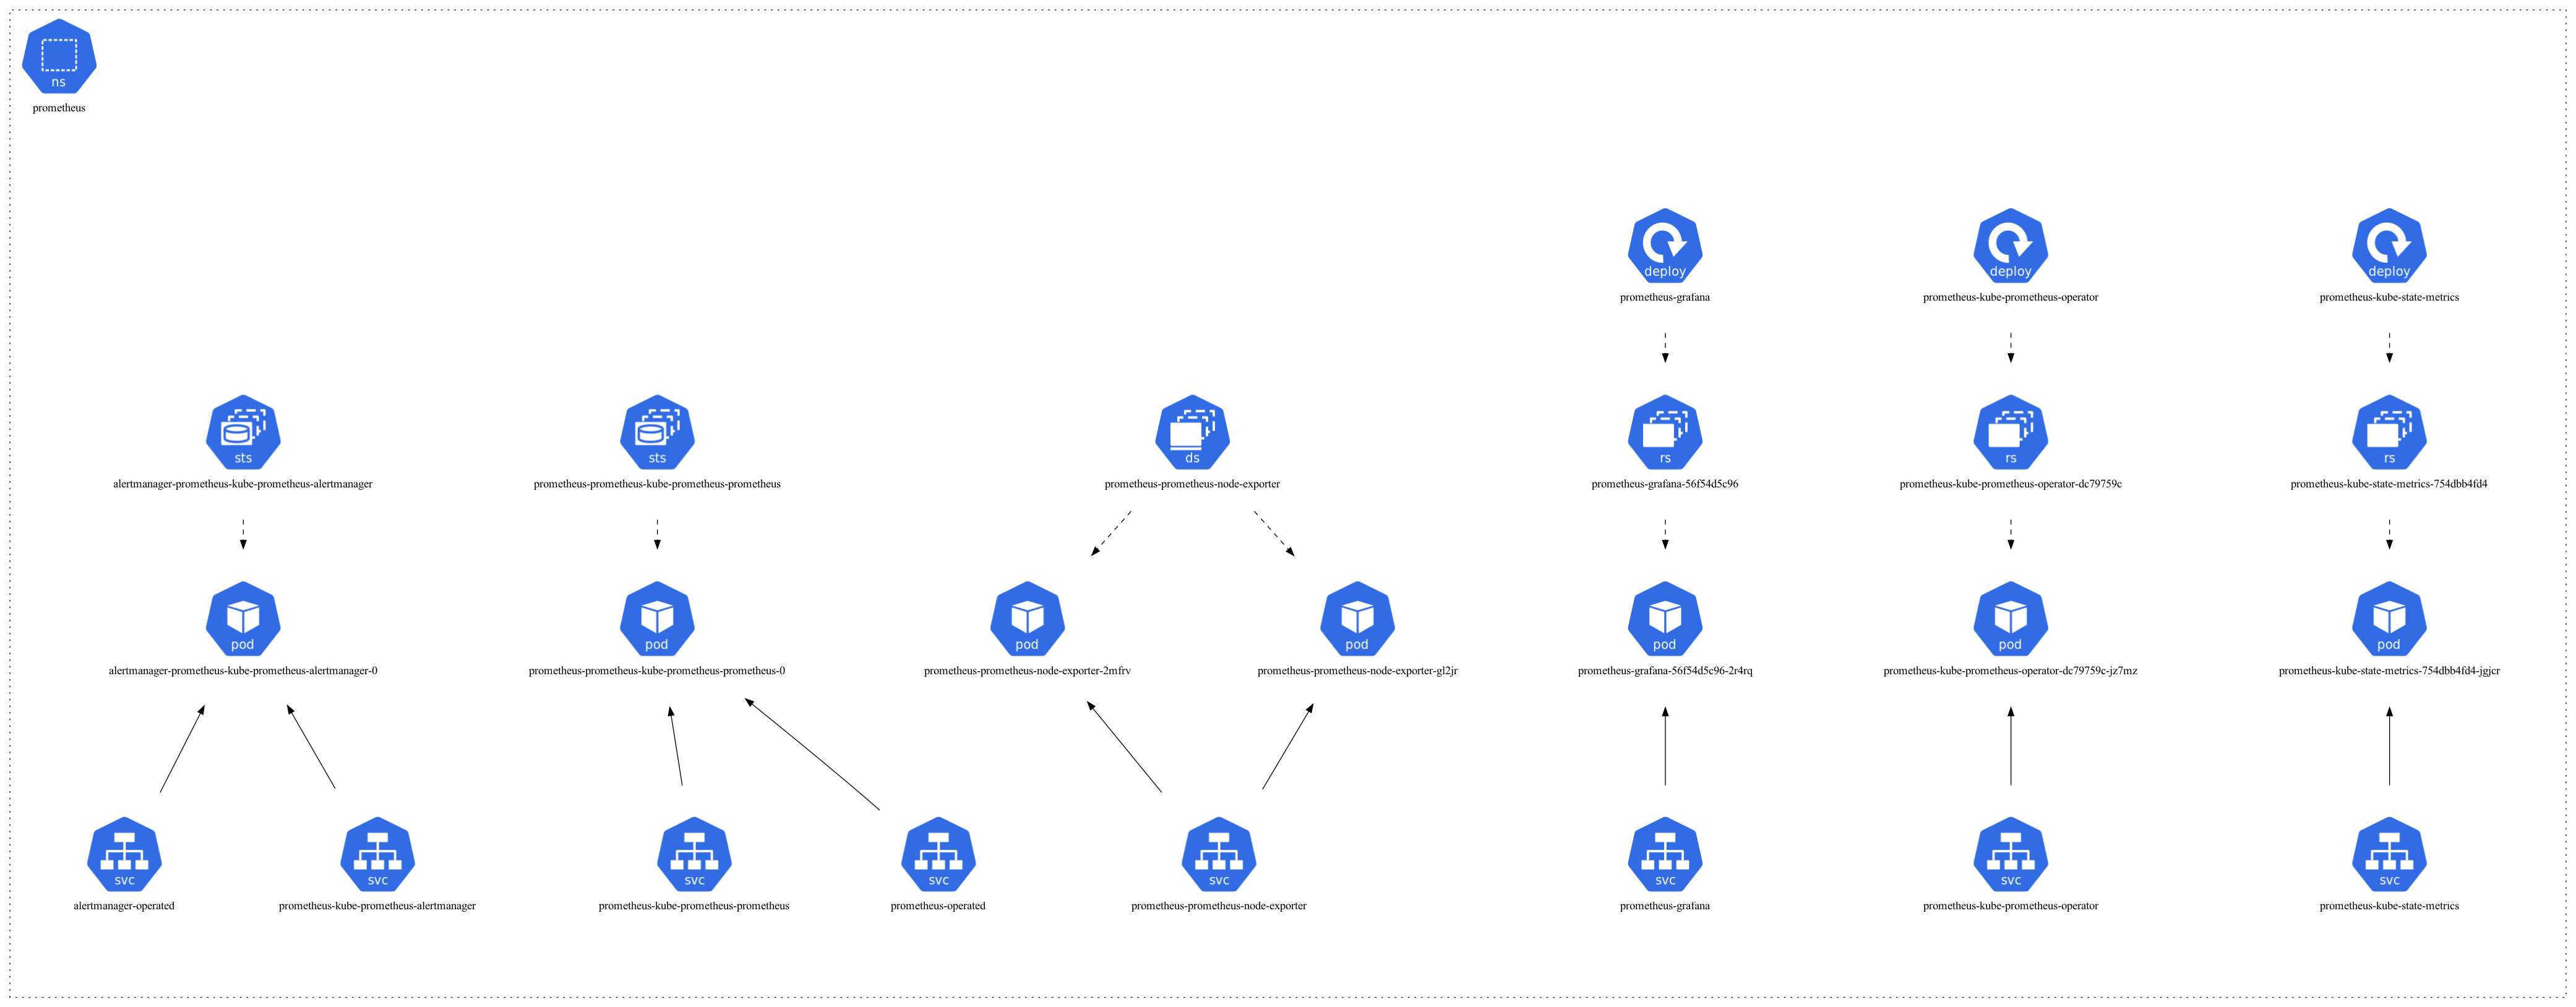 ns
prometheus
deploy
deploy
deploy
prometheus-grafana
prometheus-kube-prometheus-operator
prometheus-kube-state-metrics
sts
sts
ds
rs
rs
rs
alertmanager-prometheus-kube-prometheus-alertmanager
prometheus-prometheus-kube-prometheus-prometheus
prometheus-prometheus-node-exporter
prometheus-grafana-56f54d5c96
prometheus-kube-prometheus-operator-dc79759c
prometheus-kube-state-metrics-754dbb4fd4
pod
pod
pod
pod
pod
pod
pod
alertmanager-prometheus-kube-prometheus-alertmanager-0
prometheus-prometheus-kube-prometheus-prometheus-0
prometheus-prometheus-node-exporter-2mfrv
prometheus-prometheus-node-exporter-gl2jr
prometheus-grafana-56f54d5c96-2r4rq
prometheus-kube-prometheus-operator-dc79759c-jz7mz
prometheus-kube-state-metrics-754dbb4fd4-jgjcr
svc
svc
svc
svc
svc
svc
svc
svc
alertmanager-operated
prometheus-kube-prometheus-alertmanager
prometheus-kube-prometheus-prometheus
prometheus-operated
prometheus-prometheus-node-exporter
prometheus-grafana
prometheus-kube-prometheus-operator
prometheus-kube-state-metrics